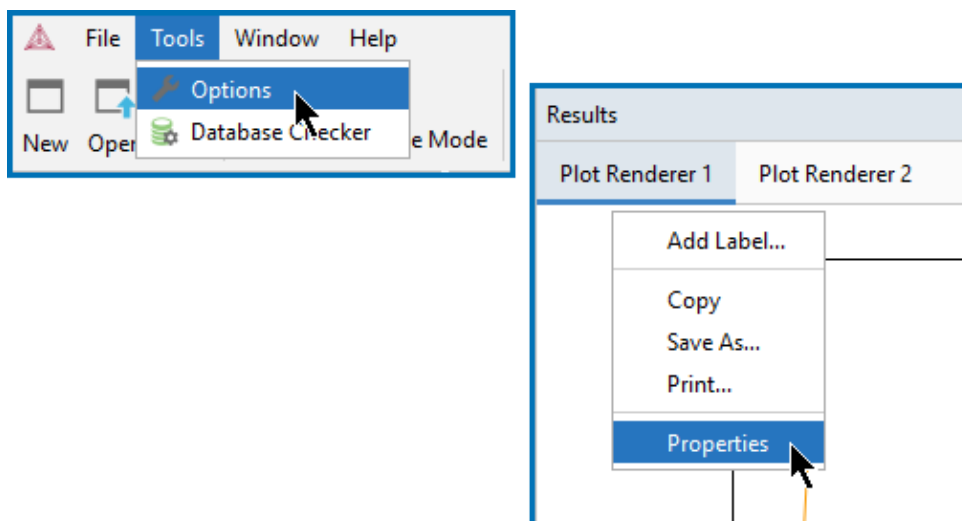 File Tools Window Help
Options
Database Checker
New Oper e Mode
Results
Plot Renderer 1 Plot Renderer 2
Add Label...
Copy
Save As...
Print...
Properties